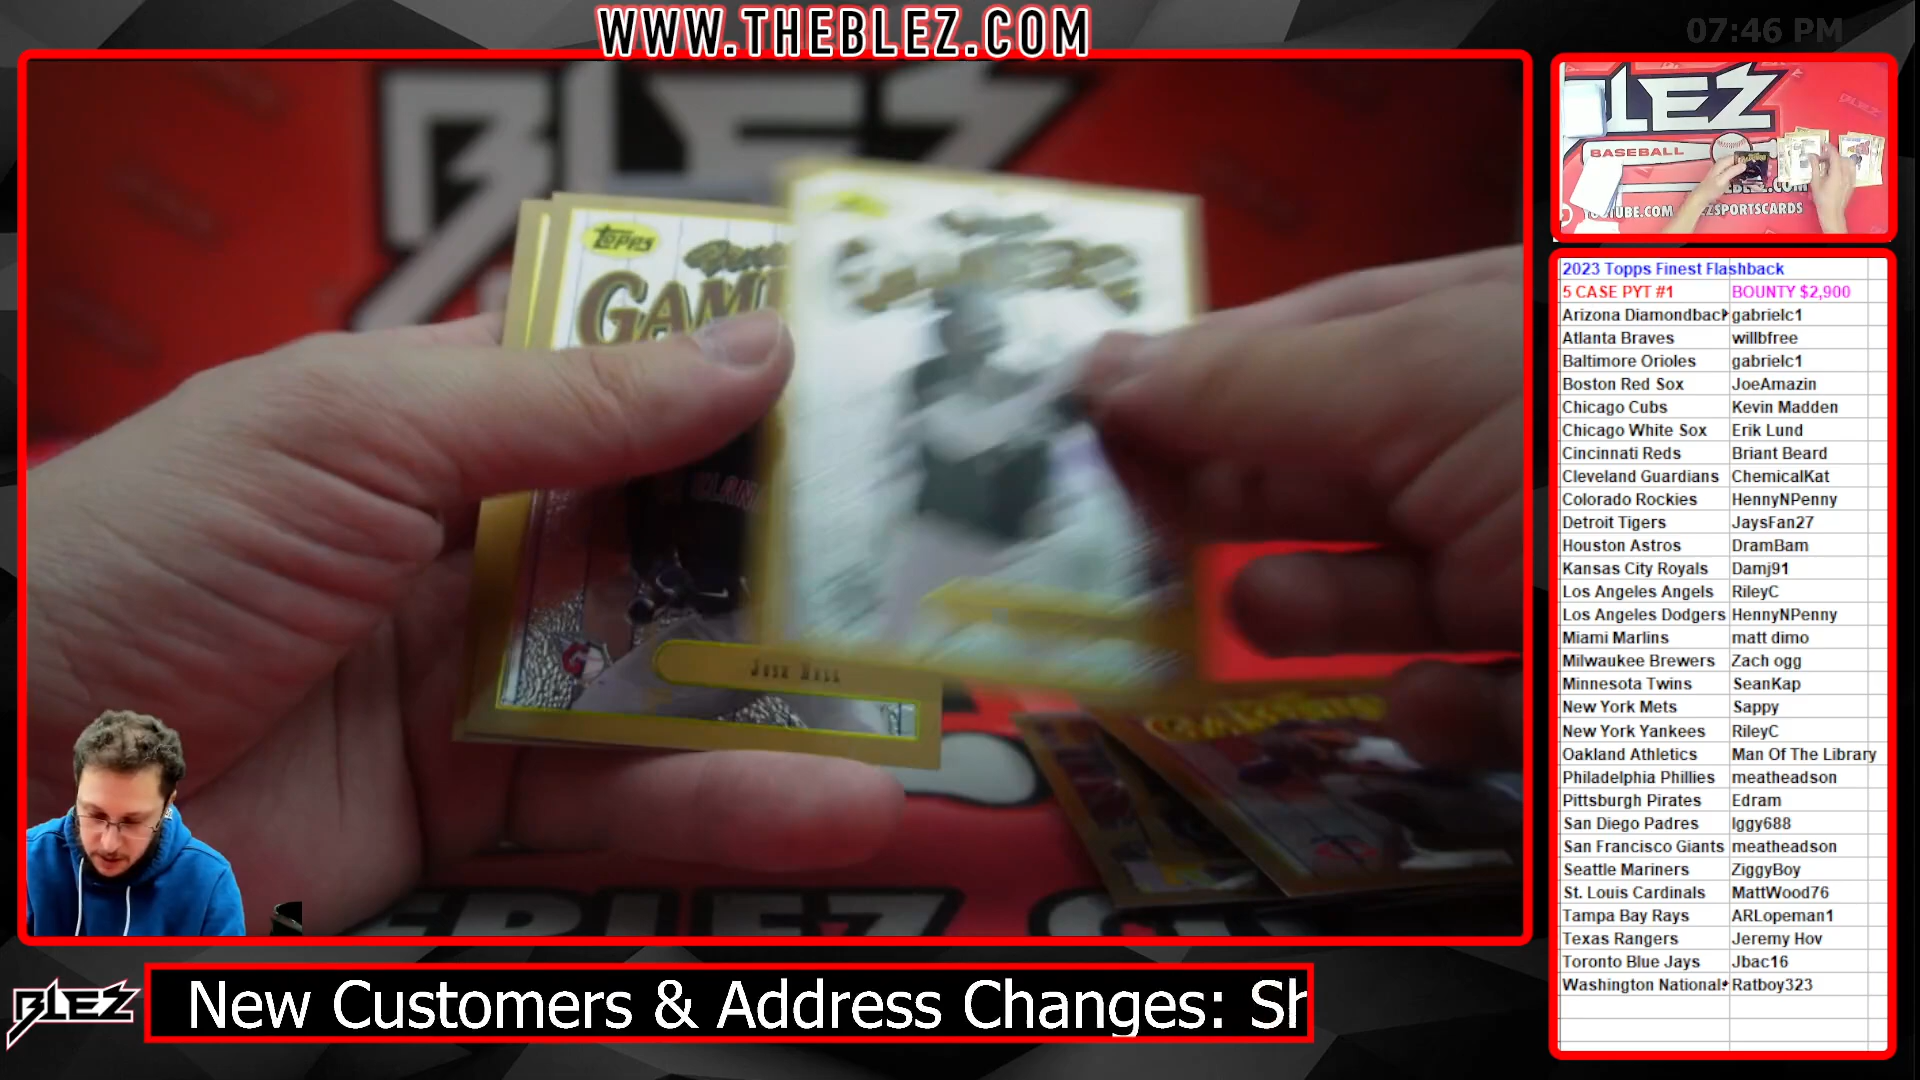 WWW.THEBLEZ.COM
07:46 PM
BLEZ
LEZ
BASEBALL
TOPPS
GAM
2023 Topps Finest Flashback
5 CASE PYT #1 BOUNTY $2,900
Arizona Diamondback gabrielc1
Atlanta Braves willbfree
Baltimore Orioles gabrielc1
Boston Red Sox JoeAmazin
Chicago Cubs Kevin Madden
Chicago White Sox Erik Lund
Cincinnati Reds Briant Beard
Cleveland Guardians ChemicalKat
Colorado Rockies HennyNPenny
Detroit Tigers JaysFan27
Houston Astros DramBam
Kansas City Royals Damj91
Los Angeles Angels RileyC
Los Angeles Dodgers HennyNPenny
Miami Marlins matt dimo
Milwaukee Brewers Zach ogg
Minnesota Twins SeanKap
New York Mets Sappy
New York Yankees RileyC
Oakland Athletics Man Of The Library
Philadelphia Phillies meatheadson
Pittsburgh Pirates Edram
San Diego Padres Iggy688
San Francisco Giants meatheadson
Seattle Mariners ZiggyBoy
St. Louis Cardinals MattWood76
Tampa Bay Rays ARLopeman1
Texas Rangers Jeremy Hov
Toronto Blue Jays Jbac16
Washington Nationals Ratboy323
BLEZ
New Customers & Address Changes: Sh